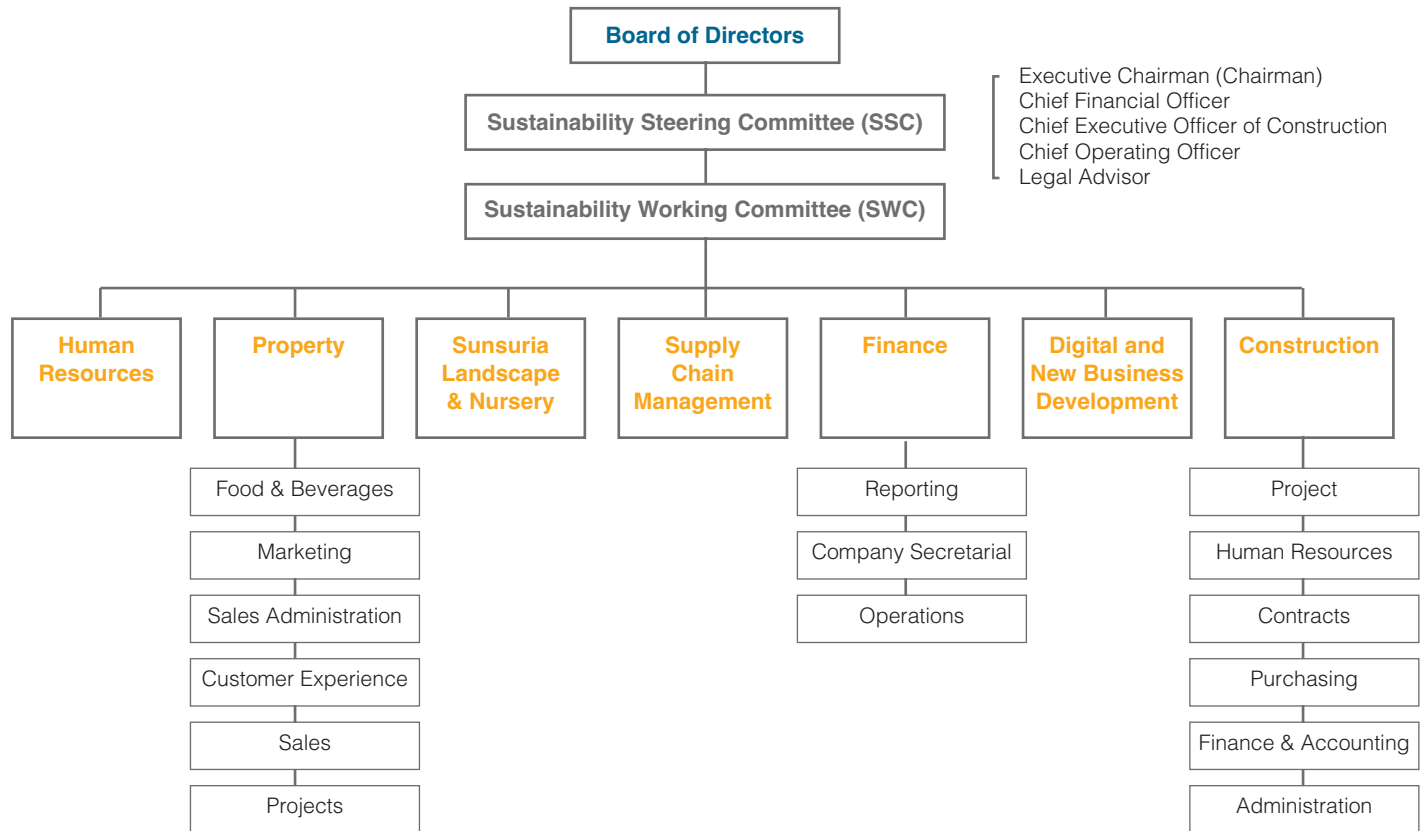 Board of Directors
Executive Chairman (Chairman)
Chief Financial Officer
Chief Executive Officer of Construction
Chief Operating Officer
Legal Advisor
Sustainability Steering Committee (SSC)
Sustainability Working Committee (SWC)
Human
Resources
Property
Sunsuria
Landscape
& Nursery
Supply
Chain
Management
Finance
Digital and
New Business
Development
Construction
Food & Beverages
Marketing
Sales Administration
Customer Experience
Sales
Projects
Reporting
Company Secretarial
Operations
Project
Human Resources
Contracts
Purchasing
Finance & Accounting
Administration